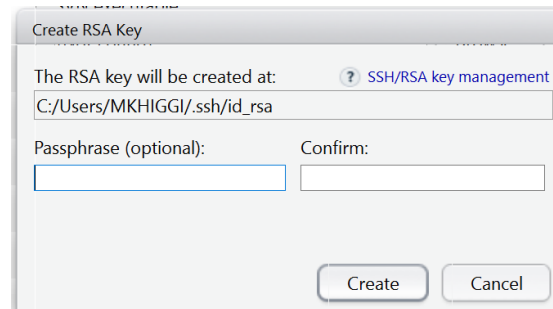 Create RSA Key
The RSA key will be created at:
? SSH/RSA key management
C:/Users/MKHIGGI/.ssh/id_rsa
Passphrase (optional): Confirm:
Create Cancel